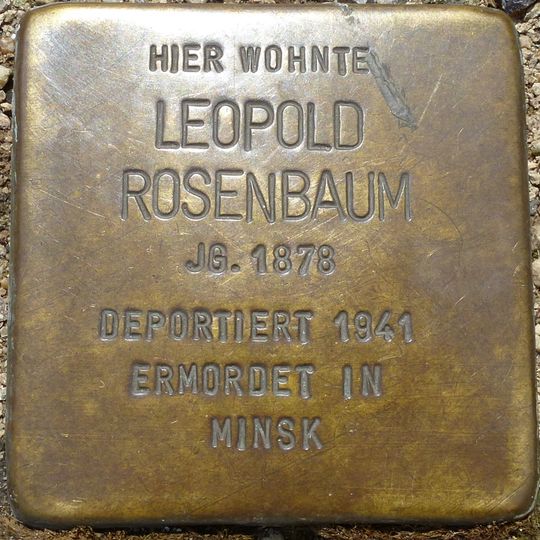 HIER WOHNTE
LEOPOLD
ROSENBAUM
JG. 1878
DEPORTIERT 1941
ERMORDET IN
MINSK